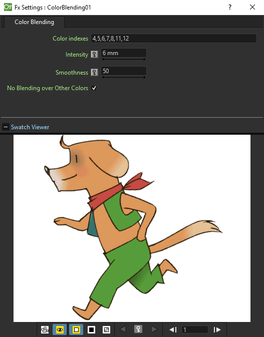 Fx Settings : ColorBlending01
Color Blending
Color indexes 4,5,6,7,8,11,12
Intensity 6 mm
Smoothness 50
No Blending over Other Colors
Swatch Viewer
1